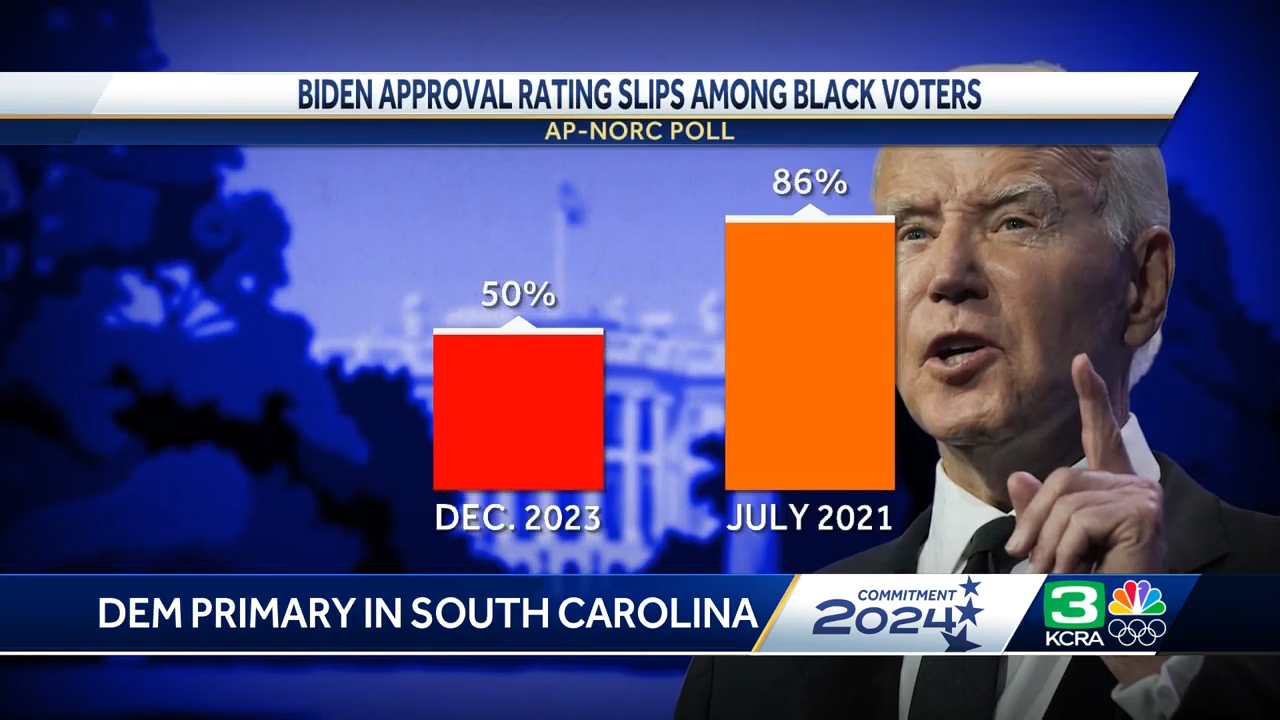 BIDEN APPROVAL RATING SLIPS AMONG BLACK VOTERS
AP-NORC POLL
86%
50%
DEC. 2023
JULY 2021
DEM PRIMARY IN SOUTH CAROLINA
COMMITMENT
2024
3
KCRA